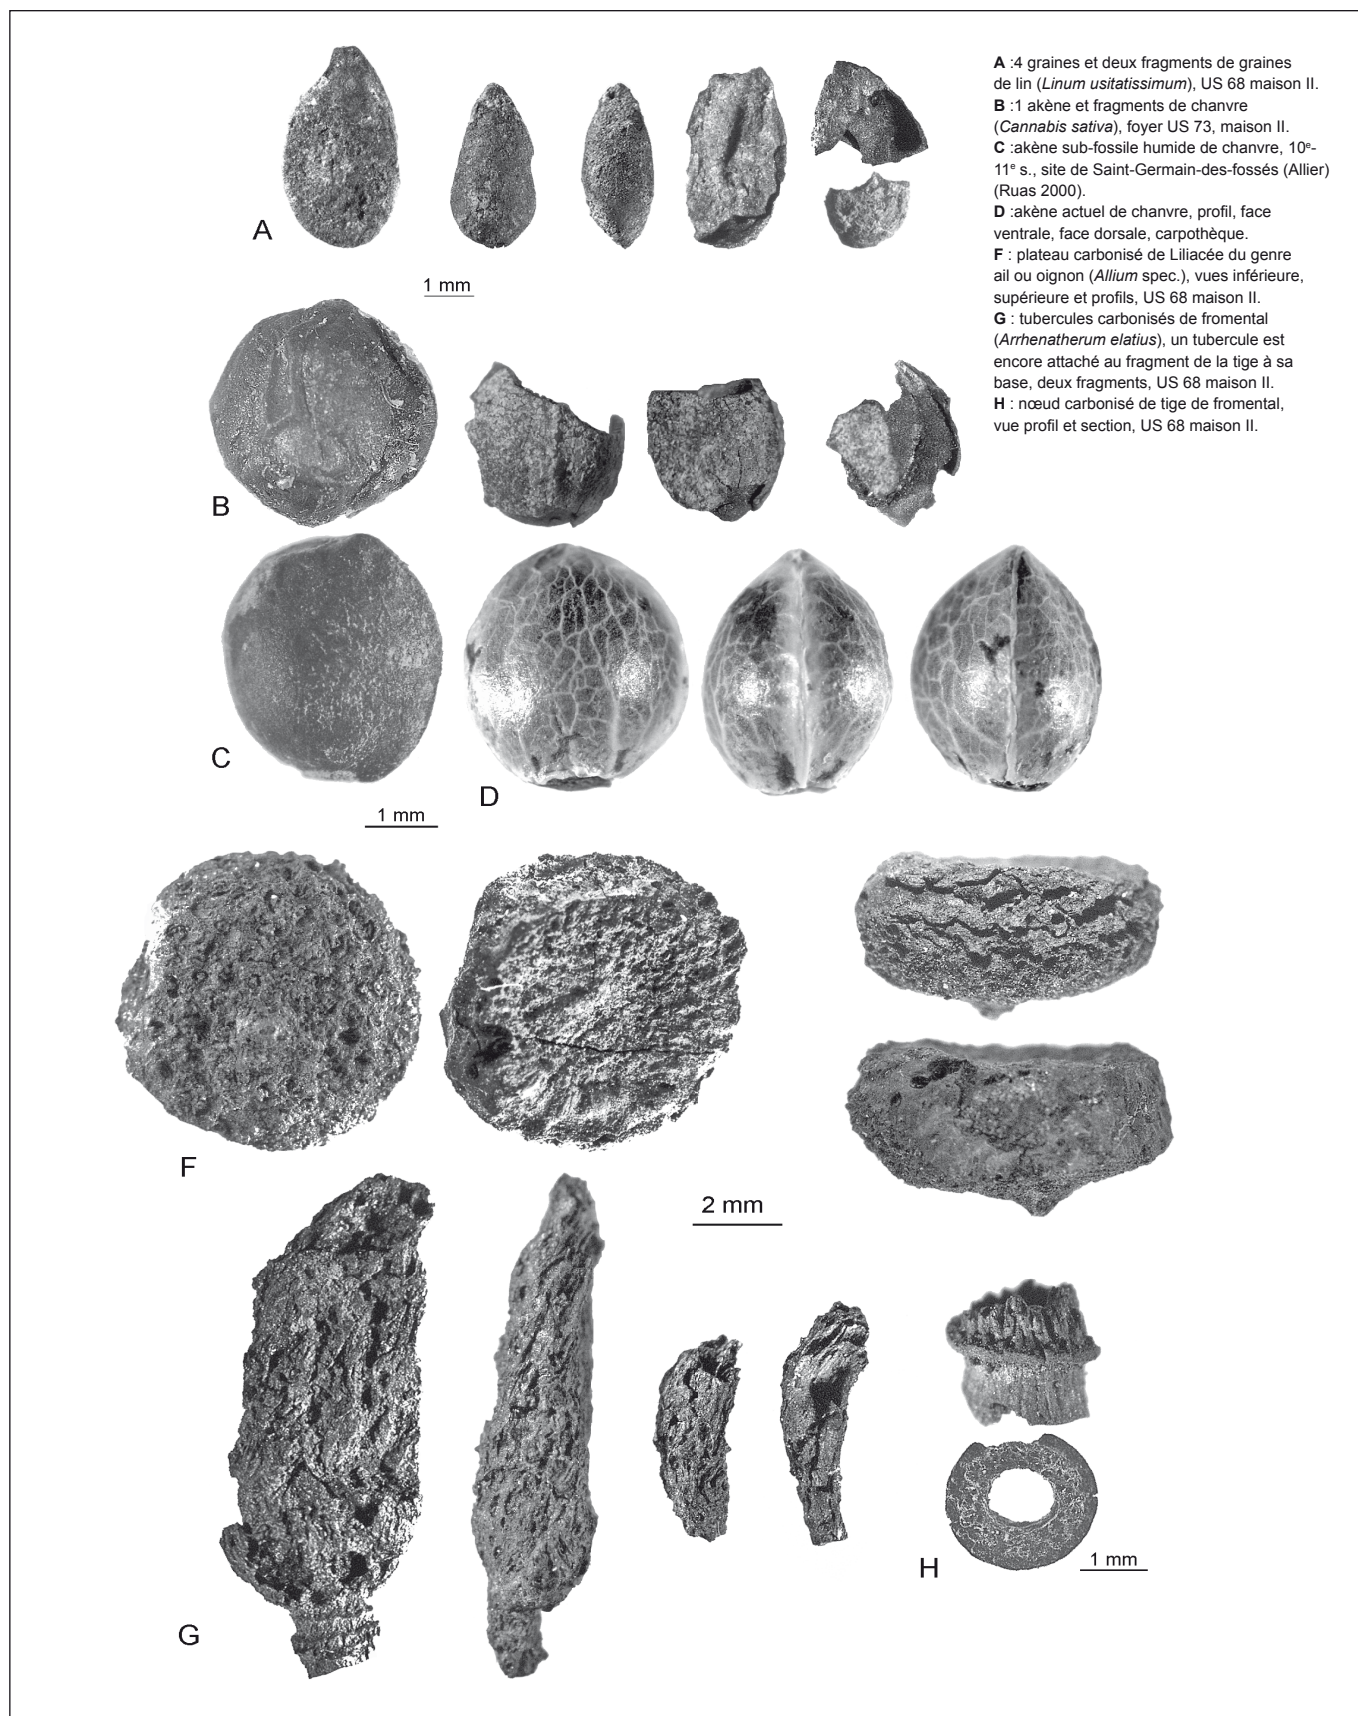 A :4 graines et deux fragments de graines
de lin (Linum usitatissimum), US 68 maison II.
B :1 akène et fragments de chanvre
(Cannabis sativa), foyer US 73, maison II.
C :akène sub-fossile humide de chanvre, 10e-
11e s., site de Saint-Germain-des-fossés (Allier)
(Ruas 2000).
D :akène actuel de chanvre, profil, face
ventrale, face dorsale, carpothèque.
F : plateau carbonisé de Liliacée du genre
ail ou oignon (Allium spec.), vues inférieure,
supérieure et profils, US 68 maison II.
G : tubercules carbonisés de fromental
(Arrhenatherum elatius), un tubercule est
encore attaché au fragment de la tige à sa
base, deux fragments, US 68 maison II.
H : nœud carbonisé de tige de fromental,
vue profil et section, US 68 maison II.
A
1 mm
B
C
D
1 mm
F
2 mm
G
H
1 mm